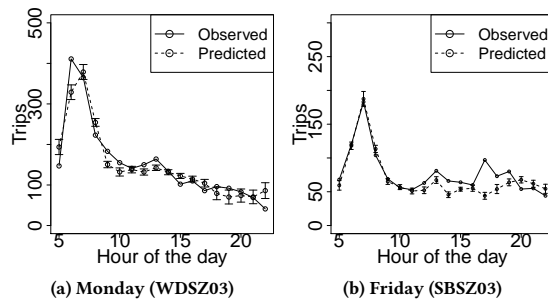 500
300
100
0
Trips
Observed
Predicted
5
10
15
20
Hour of the day
(a) Monday (WDSZ03)
250
150
50
0
Trips
Observed
Predicted
5
10
15
20
Hour of the day
(b) Friday (SBSZ03)